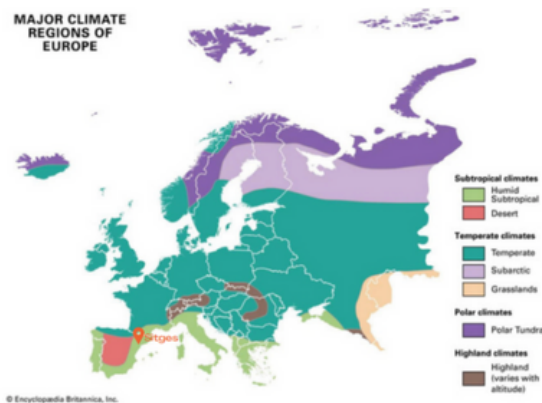 MAJOR CLIMATE
REGIONS OF
EUROPE
Subtropical climates
Humid
Subtropical
Desert
Temperate climates
Temperate
Subarctic
Grasslands
Polar climates
Polar Tundra
Highland climates
Highland
(varies with
altitude)
Sitges
© Encyclopædia Britannica, Inc.